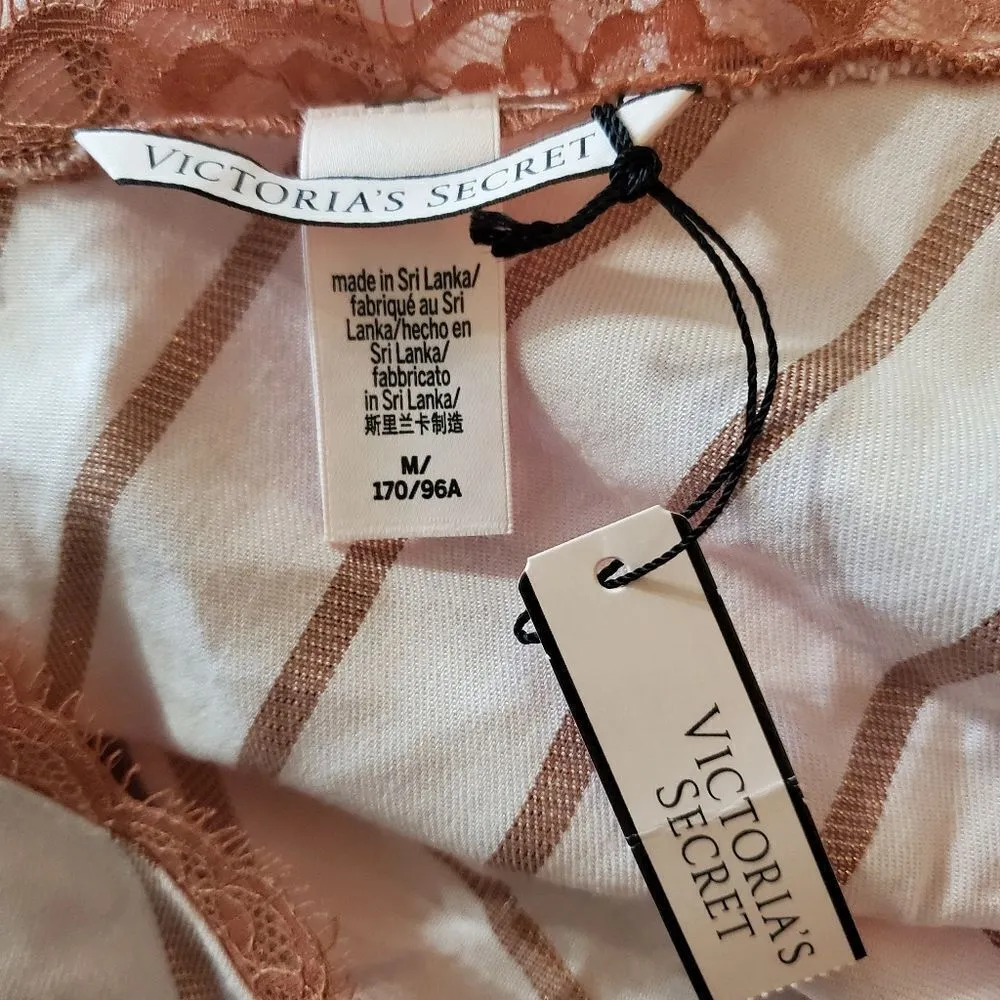 VICTORIA'S SECRET
made in Sri Lanka/
fabriqué au Sri
Lanka/hecho en
Sri Lanka/
fabbricato
in Sri Lanka/
斯里兰卡制造
M/
170/96A
VICTORIA'S
SECRET